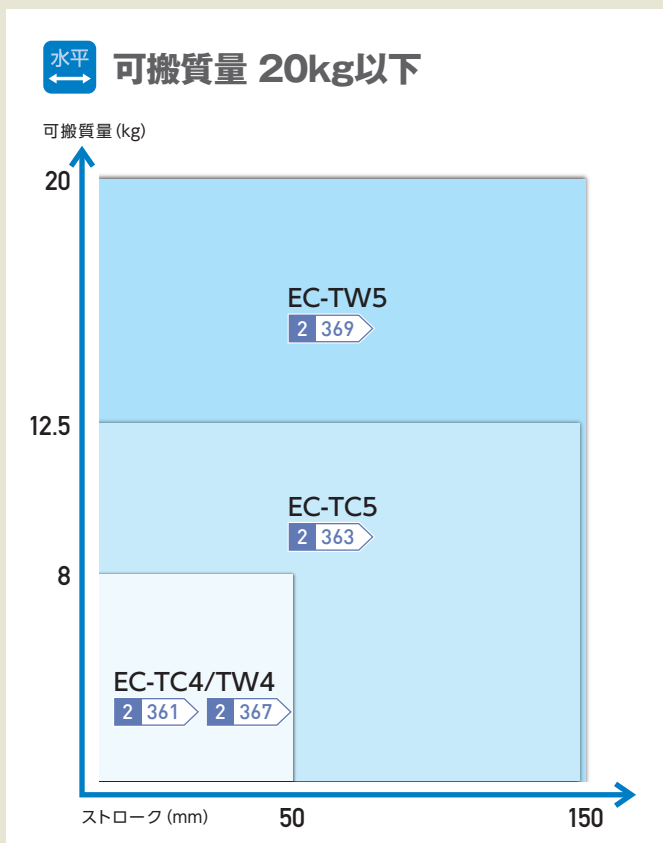 水平
可搬質量 20kg以下
可搬質量(kg)
20
EC-TW5
2 369
12.5
EC-TC5
2 363
8
EC-TC4/TW4
2 361 2 367
ストローク(mm) 50 150